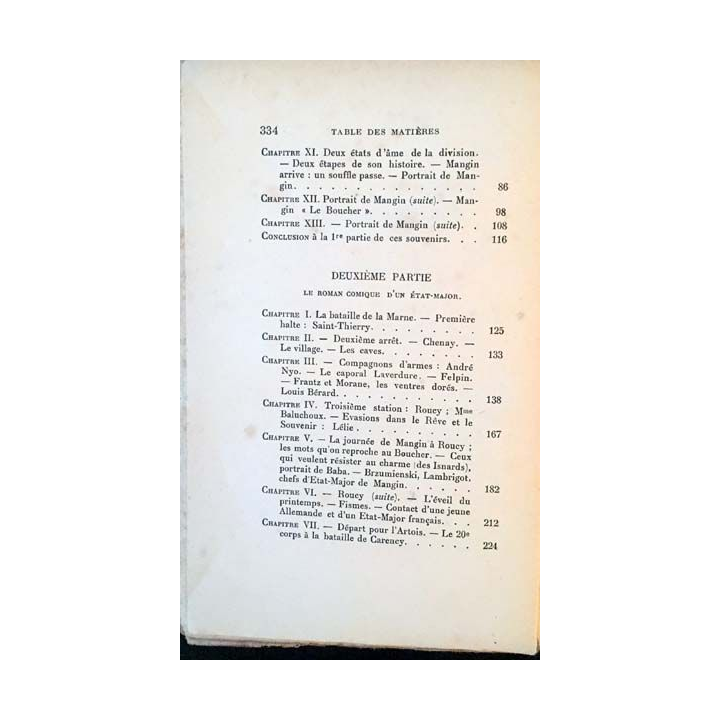 334 TABLE DES MATIÈRES
CHAPITRE XI. Deux états d'âme de la division.
— Deux étapes de son histoire. — Mangin
arrive : un souffle passe. — Portrait de Man-
gin. . . . . . . . . . . . . . 86
CHAPITRE XII. Portrait de Mangin (suite). — Man-
gin « Le Boucher ». . . . . . . . . 98
CHAPITRE XIII. — Portrait de Mangin (suite). . 108
CONCLUSION à la 1re partie de ces souvenirs. . . 116
DEUXIÈME PARTIE
LE ROMAN COMIQUE D'UN ÉTAT-MAJOR.
CHAPITRE I. La bataille de la Marne. — Première
halte : Saint-Thierry. . . . . . . . . 125
CHAPITRE II. — Deuxième arrêt. — Chenay. —
Le village. — Les caves. . . . . . . . 133
CHAPITRE III. — Compagnons d'armes : André
Nyo. — Le caporal Laverdure. — Felpin.
— Frantz et Morane, les ventres dorés. —
Louis Bérard. . . . . . . . . . . 138
CHAPITRE IV. Troisième station : Roucy ; Mme
Baluchoux. — Evasions dans le Rêve et le
Souvenir : Lélie . . . . . . . . . 167
CHAPITRE V. — La journée de Mangin à Roucy ;
les mots qu'on reproche au Boucher. — Ceux
qui veulent résister au charme (des Isnards),
portrait de Baba. — Brzumienski, Lambrigot,
chefs d'Etat-Major de Mangin. . . . . . 182
CHAPITRE VI. — Roucy (suite). — L'éveil du
printemps. — Fismes. — Contact d'une jeune
Allemande et d'un Etat-Major français. . . 212
CHAPITRE VII. — Départ pour l'Artois. — Le 20e
corps à la bataille de Carency. . . . . . 224